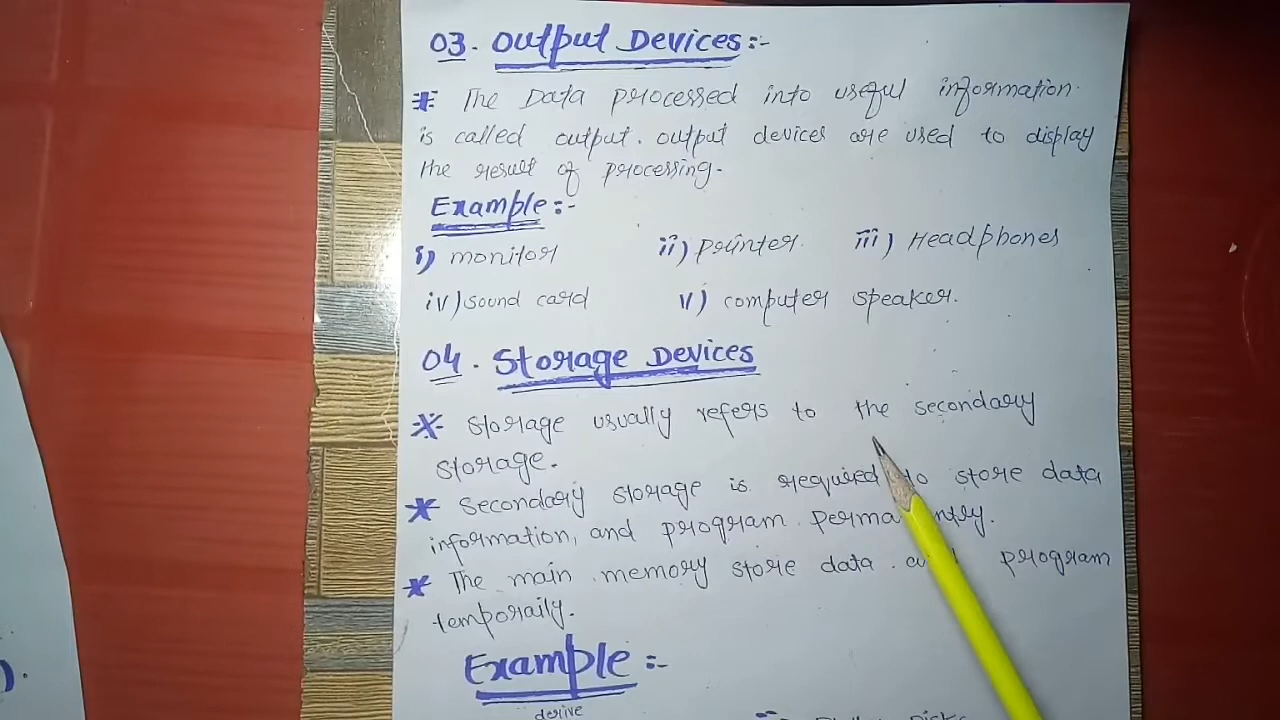 03. Output Devices:-
* The Data processed into useful information.
is called output. output devices are used to display
the result of processing.
Example:-
i) monitor ii) printer. iii) Headphones
iv) sound card v) computer speaker.
04. Storage Devices
* Storage usually refers to the secondary
storage.
* Secondary storage is required to store data
information, and program permanently.
* The main memory store data and program
temporaily.
Example:-
derive